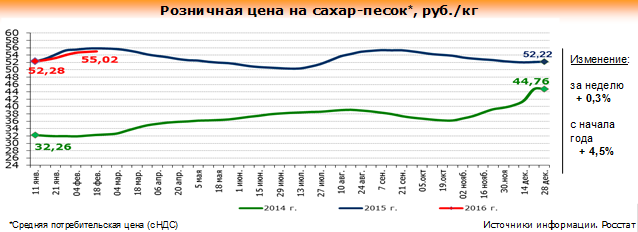 Розничная цена на сахар-песок*, руб./кг
60
58
56
54
52
50
48
46
44
42
40
38
36
34
32
30
28
26
24
52,28
55,02
52,22
44,76
32,26
Изменение:
за неделю
+ 0,3%
с начала
года
+ 4,5%
11 янв.
21 янв.
04 фев.
18 фев.
04 мар.
18 мар.
06 апр.
20 апр.
5 мая
18 мая
1 июн.
15 июн.
29 июн.
13 июл.
27 июл.
10 авг.
24 авг.
7 сен.
21 сен.
05.окт
19.окт
02 нояб.
16 нояб.
30.ноя
14 дек.
28 дек.
2014 г.
2015 г.
2016 г.
*Средняя потребительская цена (сНДС)
Источники информации. Росстат